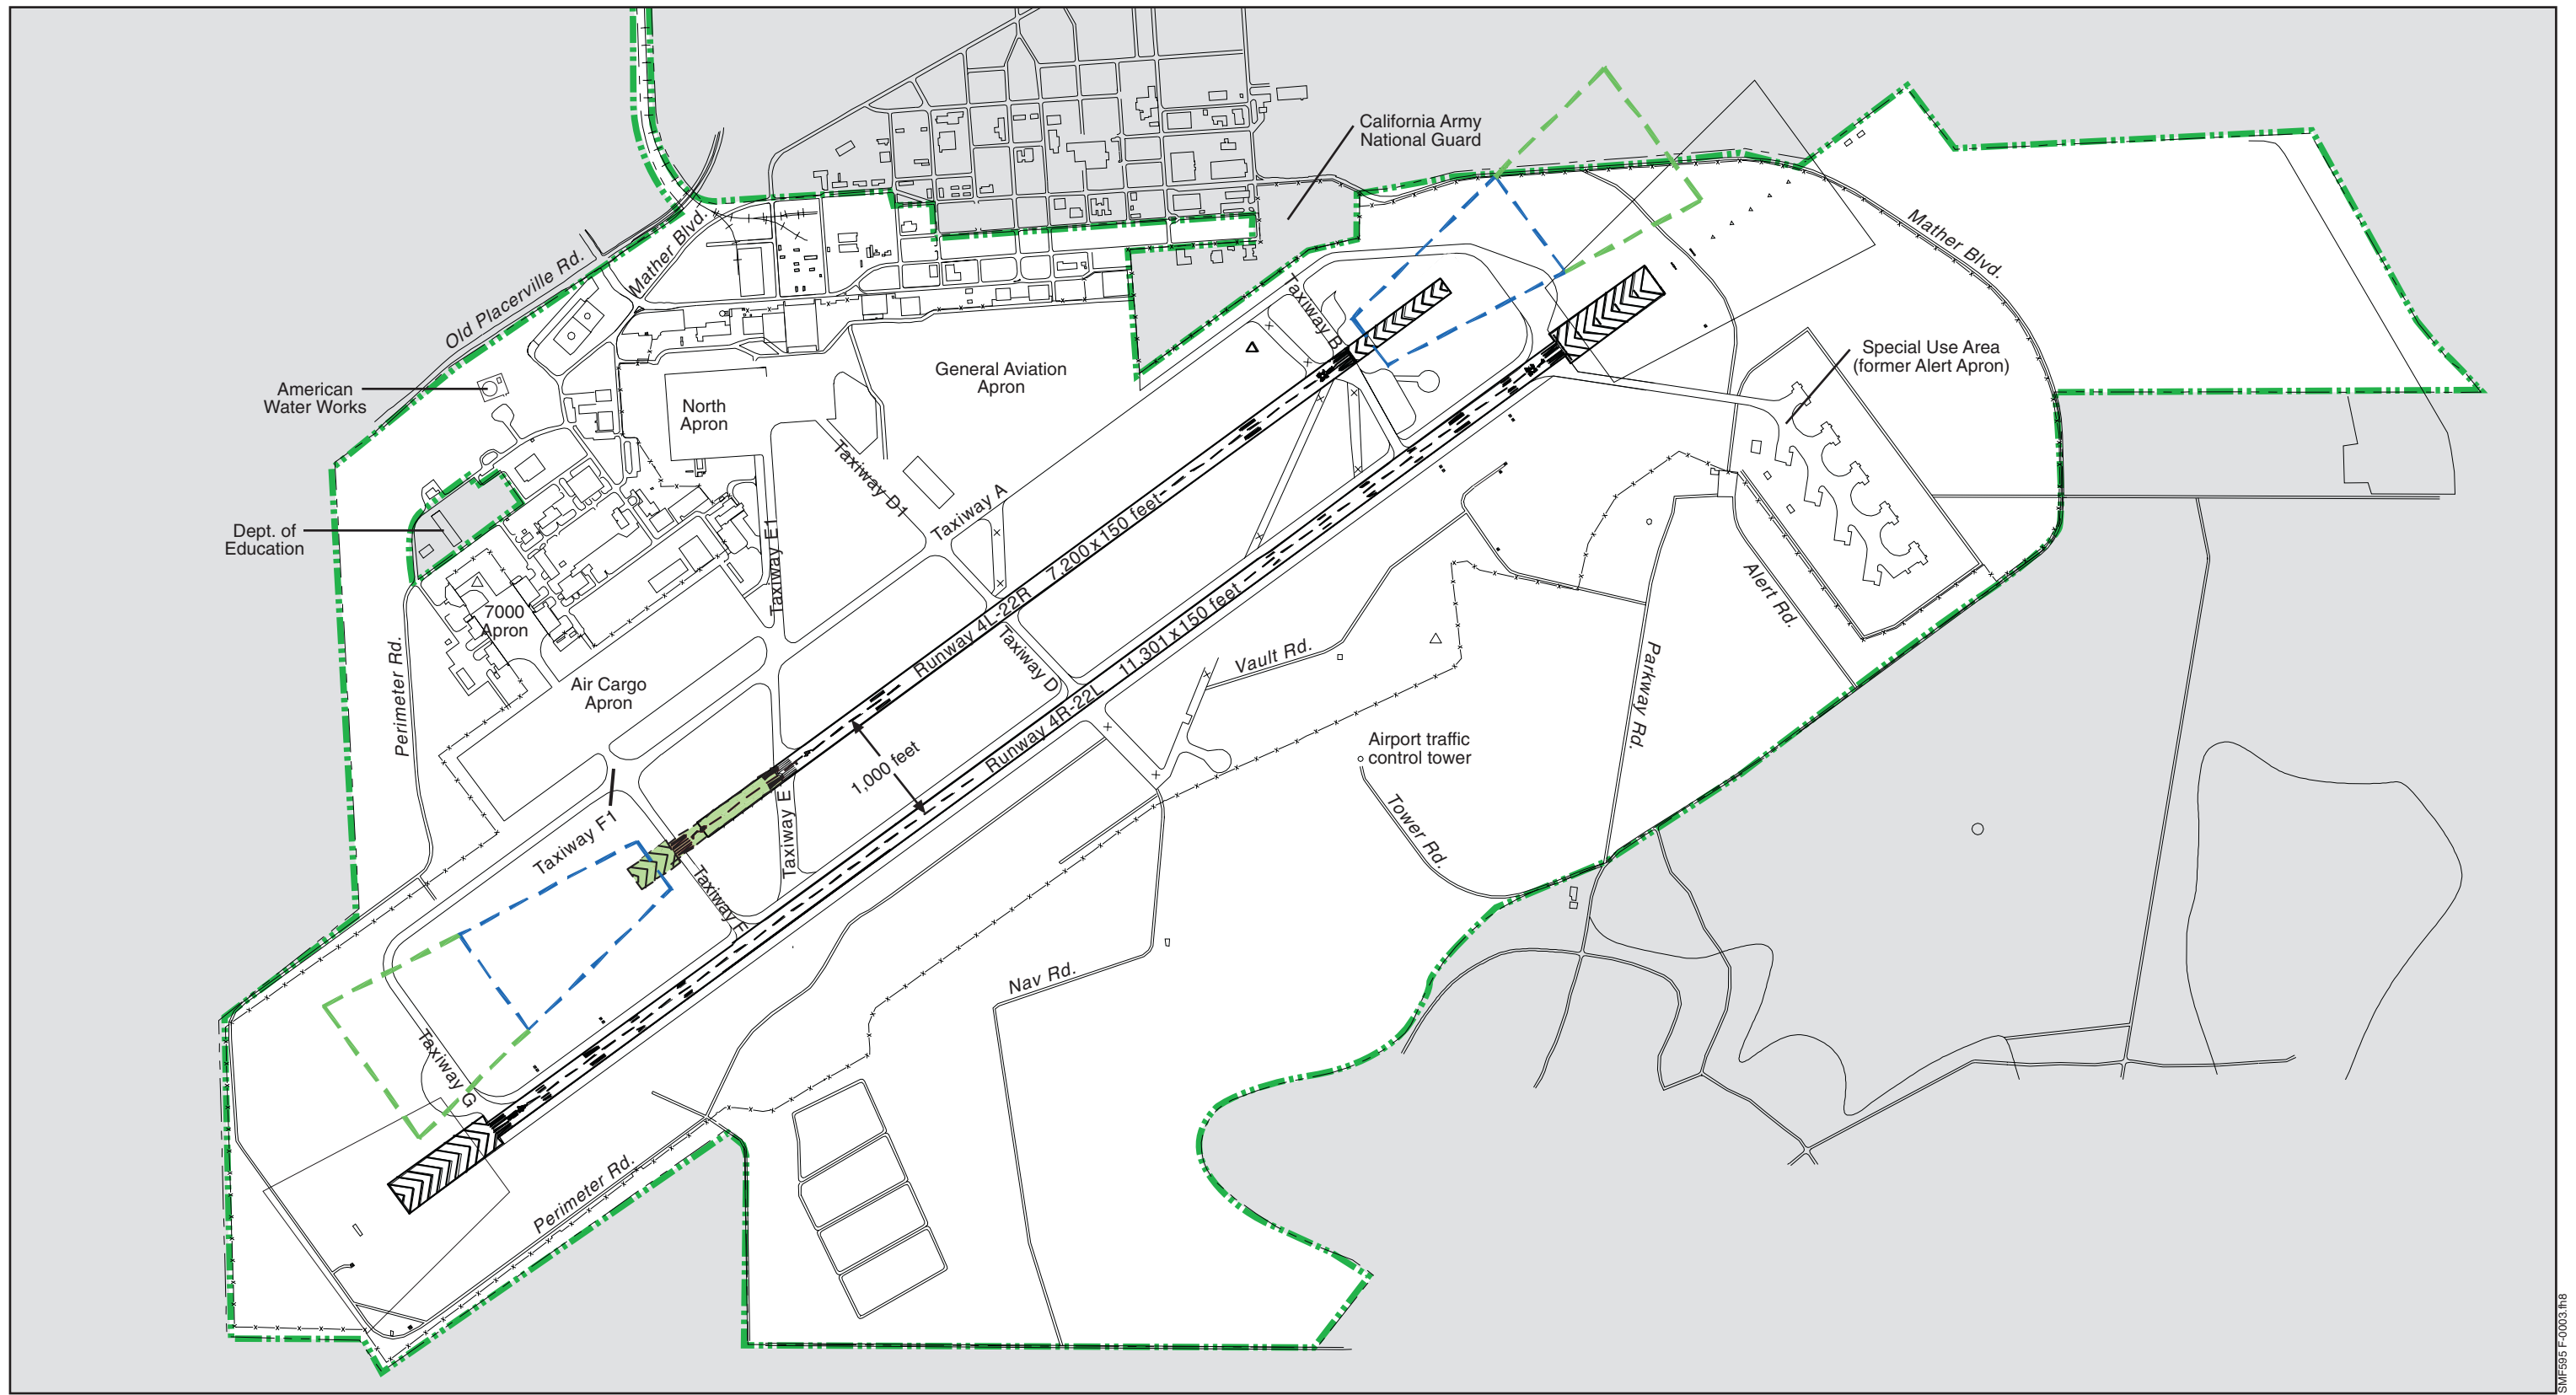 California Army
National Guard
Old Placerville Rd.
Mather Blvd.
Mather Blvd.
Taxiway B
Special Use Area
(former Alert Apron)
American
Water Works
General Aviation
Apron
North
Apron
Taxiway D1
Taxiway A
Dept. of
Education
Taxiway E1
7000
Apron
Runway 4L-22R 7,200 x 150 feet
Taxiway D
Runway 4R-22L 11,301 x 150 feet
Vault Rd.
Alert Rd.
Parkway Rd.
Perimeter Rd.
Air Cargo
Apron
1,000 feet
Airport traffic
control tower
Tower Rd.
Taxiway F1
Taxiway E
Taxiway F
Nav Rd.
Taxiway G
Perimeter Rd.
SMF595 F-0003.fh8